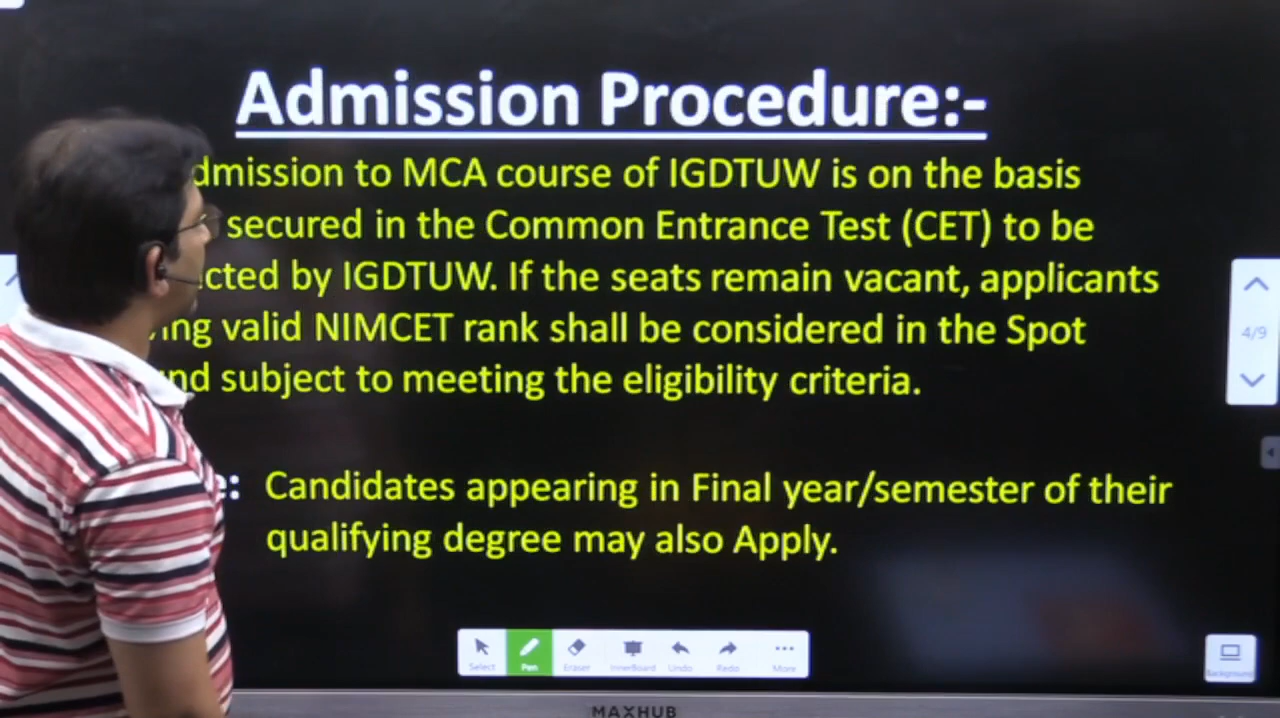 Admission Procedure:-
dmission to MCA course of IGDTUW is on the basis
secured in the Common Entrance Test (CET) to be
cted by IGDTUW. If the seats remain vacant, applicants
ing valid NIMCET rank shall be considered in the Spot
nd subject to meeting the eligibility criteria.
e: Candidates appearing in Final year/semester of their
qualifying degree may also Apply.
4/9
Select Pen Eraser InnerBoard Undo Redo More
Background
MAXHUB